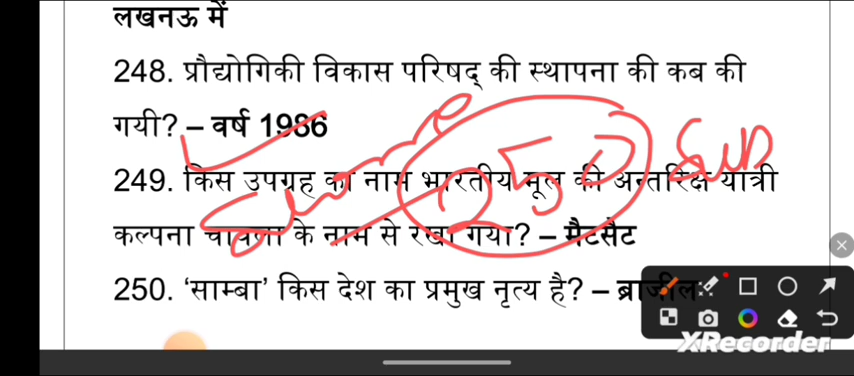 लखनऊ में
248. प्रौद्योगिकी विकास परिषद् की स्थापना की कब की
गयी? – वर्ष 1986
249. किस उपग्रह का नाम भारतीय मूल की अन्तरिक्ष यात्री
कल्पना चावला के नाम से रखा गया? – मैटसैट
250. ‘साम्बा’ किस देश का प्रमुख नृत्य है? – ब्राजील
250
XRecorder